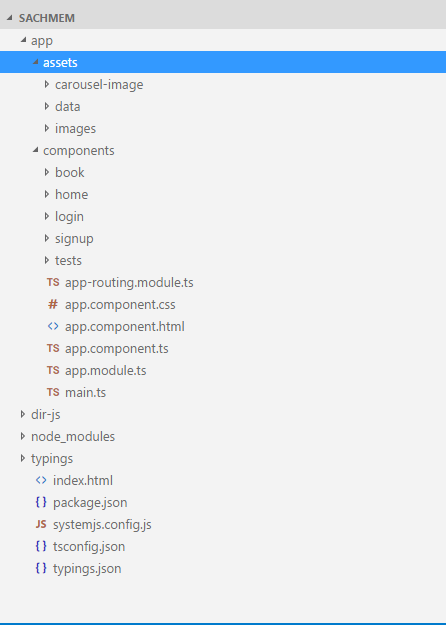 SACHMEM
app
assets
carousel-image
data
images
components
book
home
login
signup
tests
TS app-routing.module.ts
# app.component.css
<> app.component.html
TS app.component.ts
TS app.module.ts
TS main.ts
dir-js
node_modules
typings
<> index.html
{} package.json
JS systemjs.config.js
{} tsconfig.json
{} typings.json